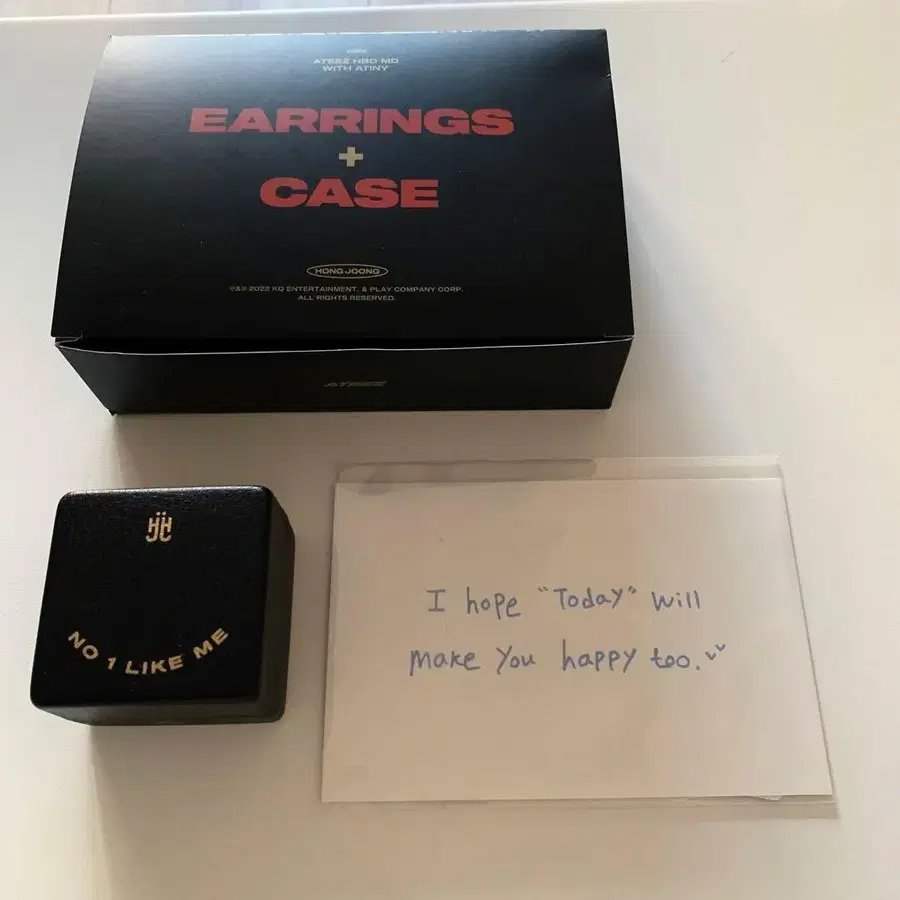 ATEEZ HBD MD
WITH ATINY
EARRINGS
+
CASE
HONG JOONG
2022 KQ ENTERTAINMENT. & PLAY COMPANY CORP.
ALL RIGHTS RESERVED.
ATEEZ
NO 1 LIKE ME
I hope "Today" will
make you happy too.